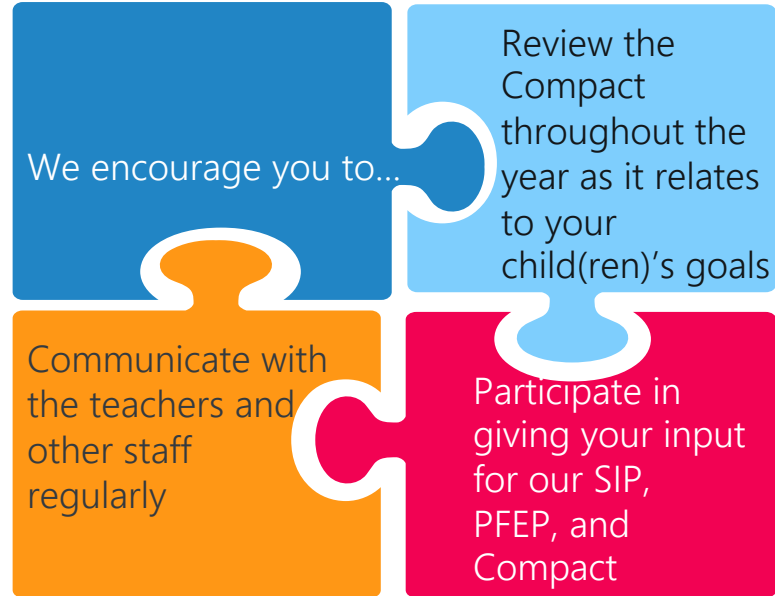 We encourage you to...
Review the
Compact
throughout the
year as it relates
to your
child(ren)’s goals
Communicate with
the teachers and
other staff
regularly
Participate in
giving your input
for our SIP,
PFEP, and
Compact